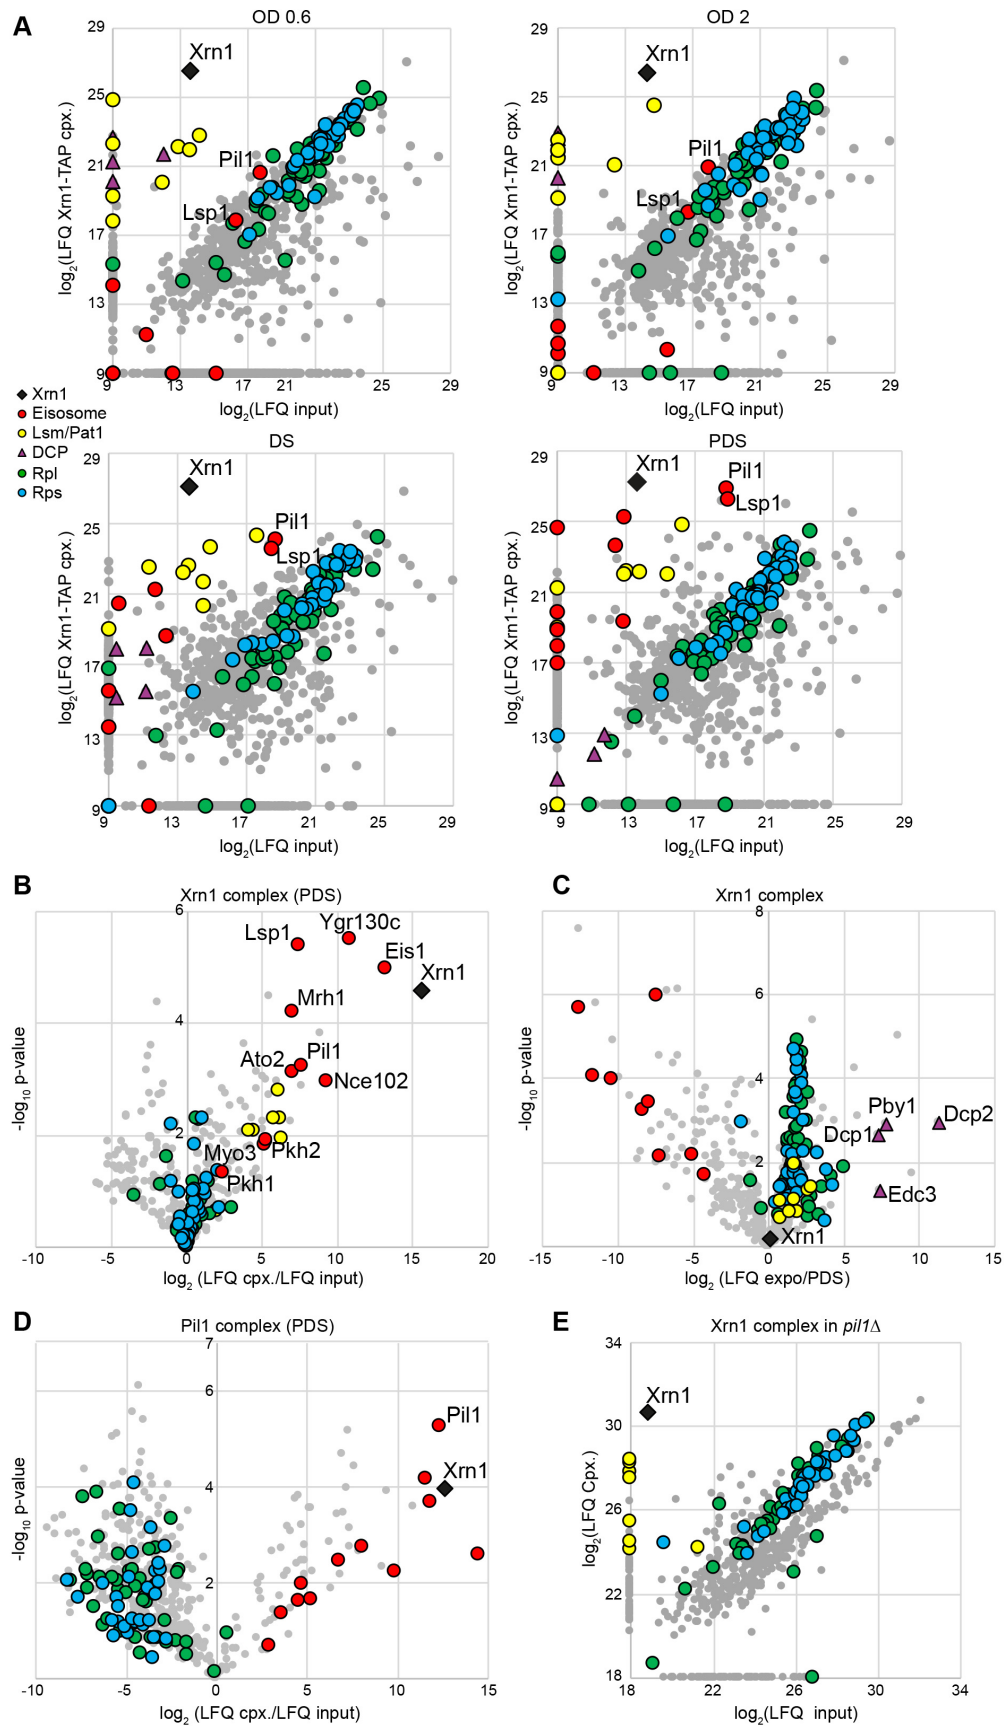 A
OD 0.6
OD 2
29
25
21
17
13
9
log2(LFQ Xrn1-TAP cpx.)
Xrn1
Pil1
Lsp1
9 13 17 21 25 29
log2(LFQ input)
29
25
21
17
13
9
log2(LFQ Xrn1-TAP cpx.)
Xrn1
Pil1
Lsp1
9 13 17 21 25 29
log2(LFQ input)
Xrn1
Eisosome
Lsm/Pat1
DCP
Rpl
Rps
DS
PDS
29
25
21
17
13
9
log2(LFQ Xrn1-TAP cpx.)
Xrn1
Pil1
Lsp1
9 13 17 21 25 29
log2(LFQ input)
29
25
21
17
13
9
log2(LFQ Xrn1-TAP cpx.)
Xrn1
Pil1
Lsp1
9 13 17 21 25 29
log2(LFQ input)
B
Xrn1 complex (PDS)
6
4
2
0
-log10 p-value
Lsp1
Ygr130c
Eis1
Xrn1
Mrh1
Ato2
Pil1
Nce102
Myo3
Pkh2
Pkh1
-10 -5 0 5 10 15 20
log2 (LFQ cpx./LFQ input)
C
Xrn1 complex
8
6
4
2
0
-log10 p-value
Pby1
Dcp2
Dcp1
Edc3
Xrn1
-15 -10 -5 0 5 10 15
log2 (LFQ expo/PDS)
D
Pil1 complex (PDS)
7
6
4
2
-log10 p-value
Pil1
Xrn1
-10 -5 0 5 10 15
log2 (LFQ cpx./LFQ input)
E
Xrn1 complex in pil1Δ
34
30
26
22
18
log2(LFQ Cpx.)
Xrn1
18 22 26 30 34
log2(LFQ input)